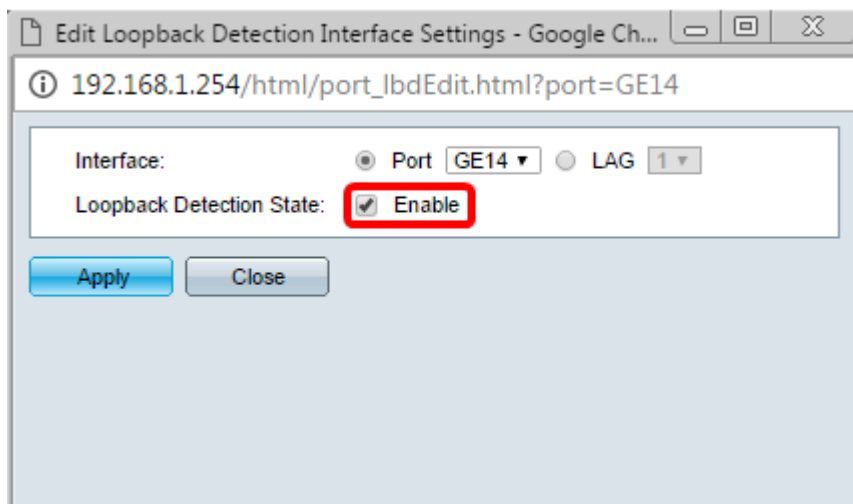 Edit Loopback Detection Interface Settings - Google Ch...
192.168.1.254/html/port_lbdEdit.html?port=GE14
Interface: Port GE14 LAG 1
Loopback Detection State: Enable
Apply Close